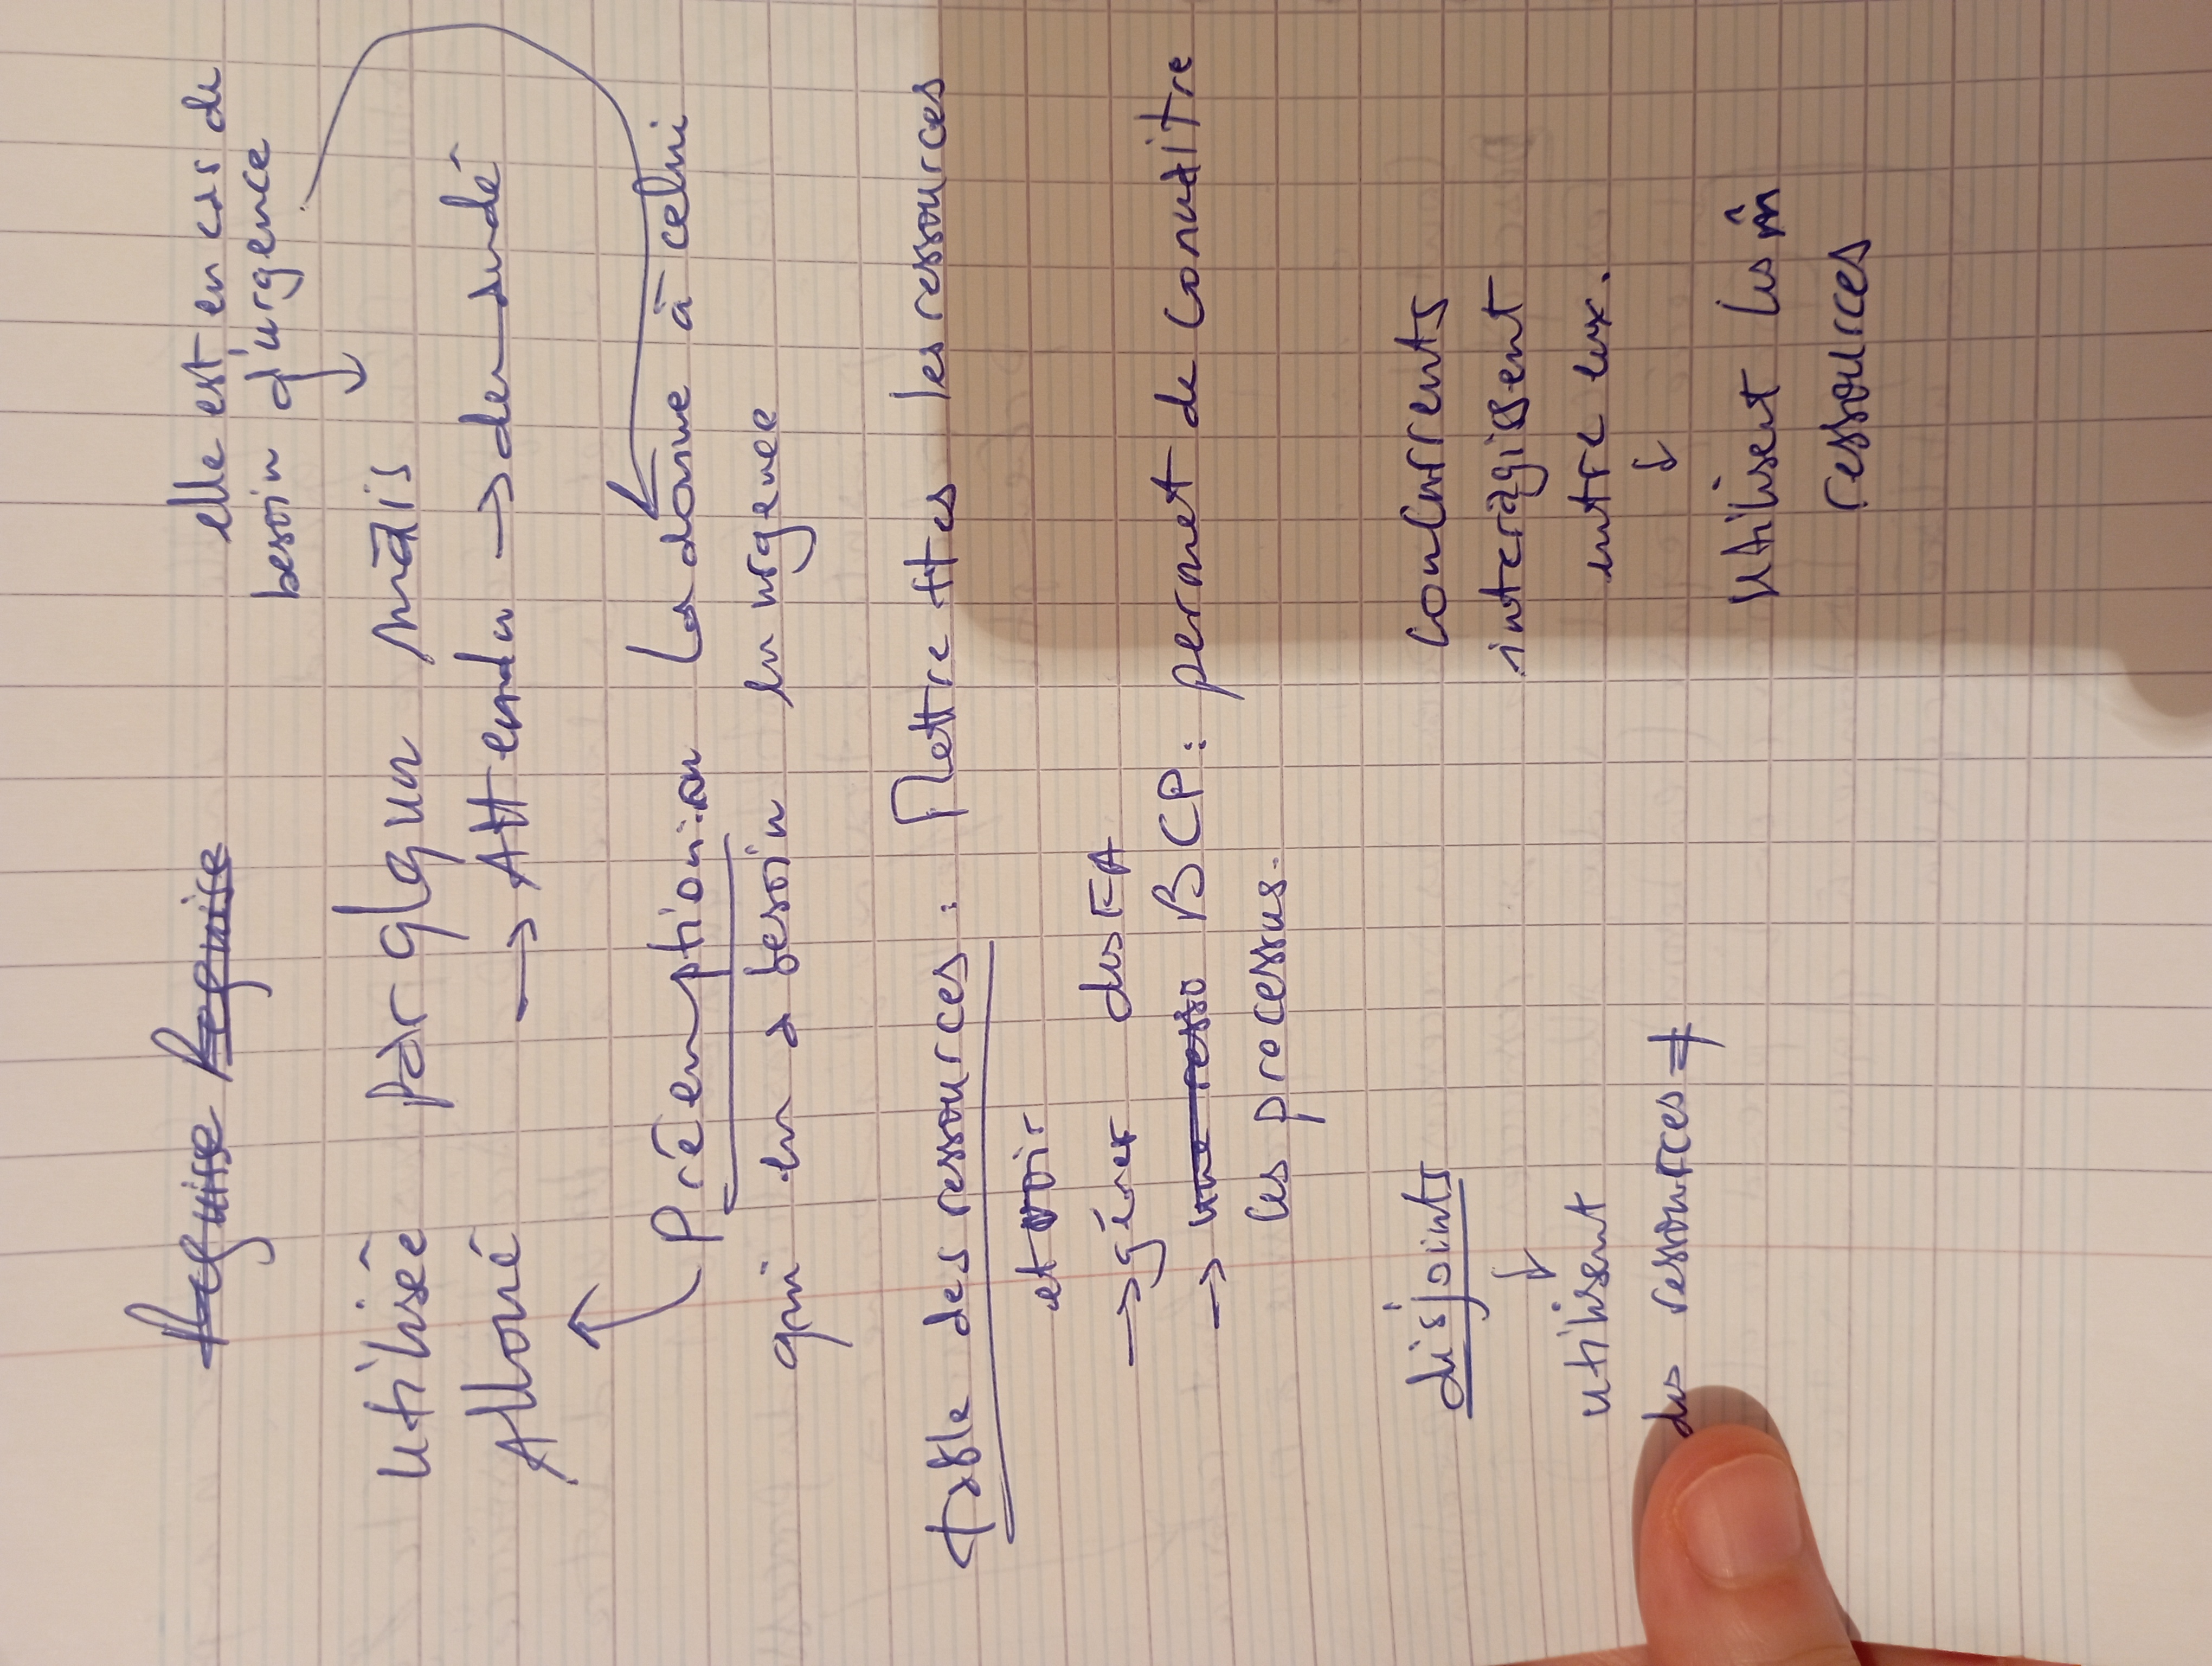 Requise Requise
elle est, en cas de
besoin d'urgence
utilisée par qlqun mais
Alloué → Attendu → demandé
Préemption : on la donne à celui
qui en a besoin en urgence
table des ressources : Mettre ttes les ressources
et voir
→ gérer des FA
→ une resso BCP : permet de connaitre
les processus.
disjoints
↓
utilisent
des ressources ≠
concurrents
interagissent
entre eux.
↓
utilisent les m̂
ressources